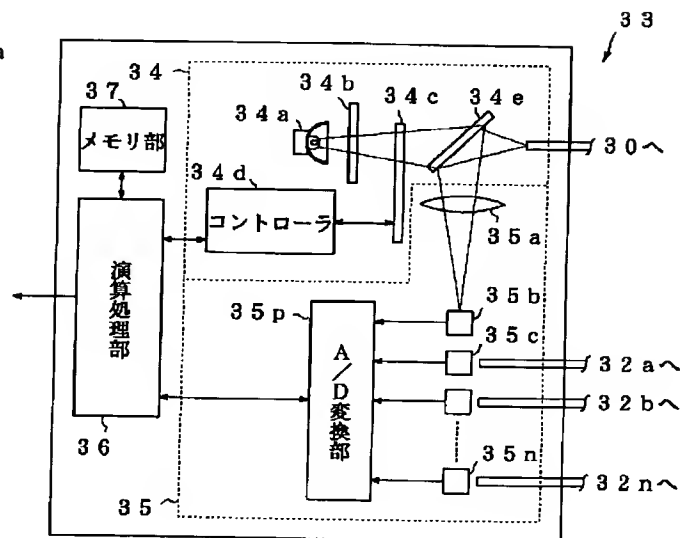 33
34
37
メモリ部
34a
34b
34c
34e
30へ
34d
コントローラ
35a
演算処理部
36
35p
A/D変換部
35b
35c
32aへ
32bへ
35n
32nへ
35